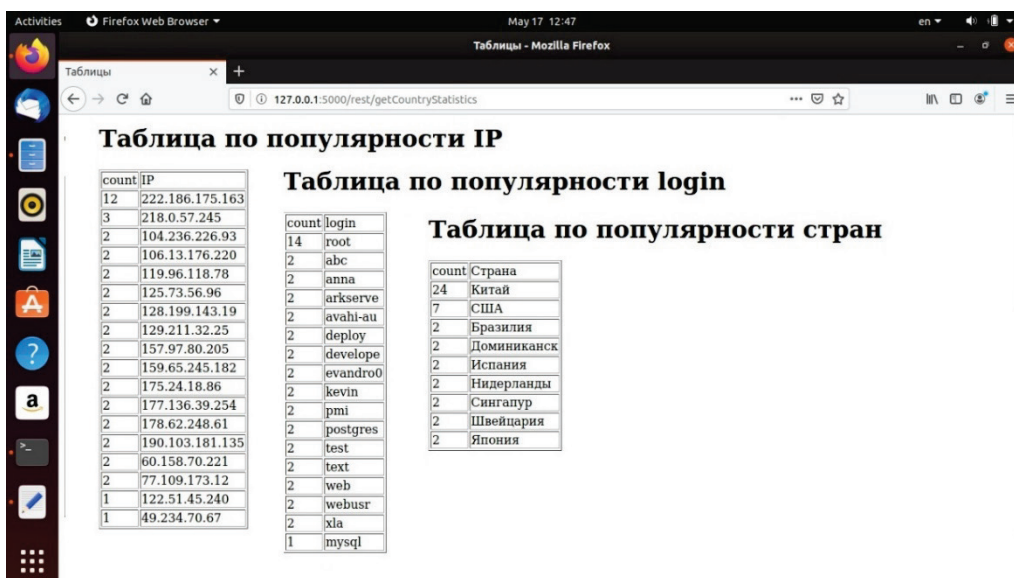 Activities Firefox Web Browser May 17 12:47 en
Таблицы - Mozilla Firefox
Таблицы
127.0.0.1:5000/rest/getCountryStatistics
Таблица по популярности IP
count IP
12 222.186.175.163
3 218.0.57.245
2 104.236.226.93
2 106.13.176.220
2 119.96.118.78
2 125.73.56.96
2 128.199.143.19
2 129.211.32.25
2 157.97.80.205
2 159.65.245.182
2 175.24.18.86
2 177.136.39.254
2 178.62.248.61
2 190.103.181.135
2 60.158.70.221
2 77.109.173.12
1 122.51.45.240
1 49.234.70.67
Таблица по популярности login
count login
14 root
2 abc
2 anna
2 arkserve
2 avahi-au
2 deploy
2 develope
2 evandro0
2 kevin
2 pmi
2 postgres
2 test
2 text
2 web
2 webusr
2 xla
1 mysql
Таблица по популярности стран
count Страна
24 Китай
7 США
2 Бразилия
2 Доминиканск
2 Испания
2 Нидерланды
2 Сингапур
2 Швейцария
2 Япония